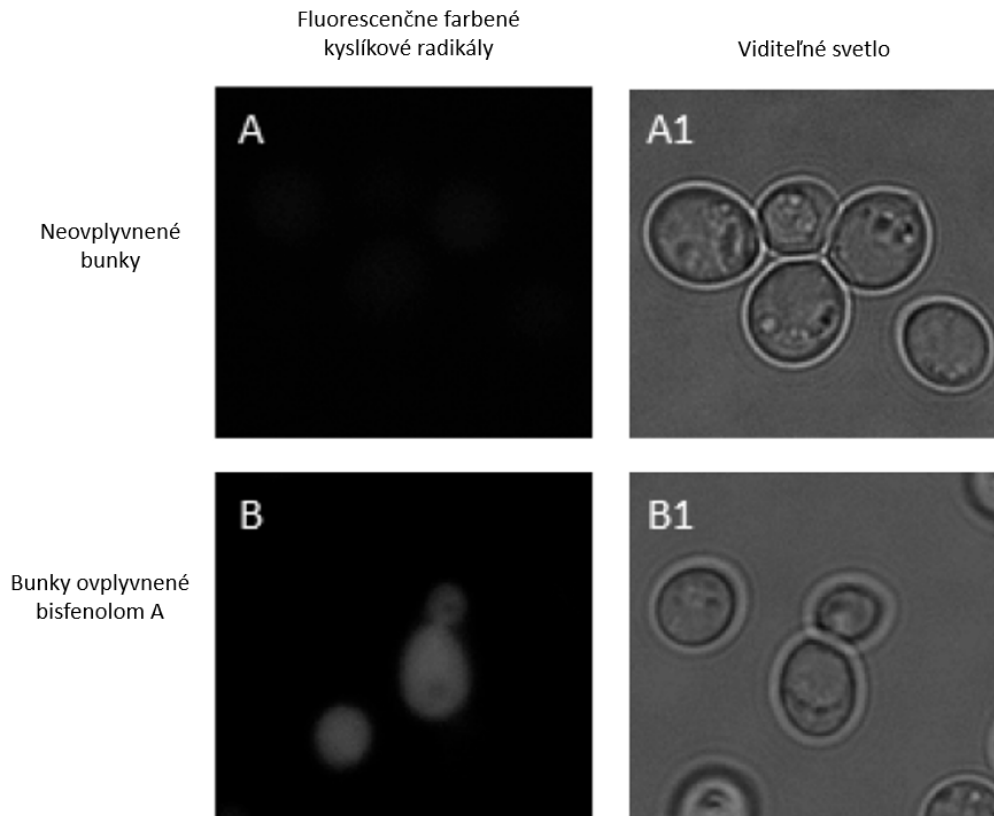 Fluorescenčne farbené
kyslíkové radikály
Viditeľné svetlo
A
A1
Neovplyvnené
bunky
B
B1
Bunky ovplyvnené
bisfenolom A